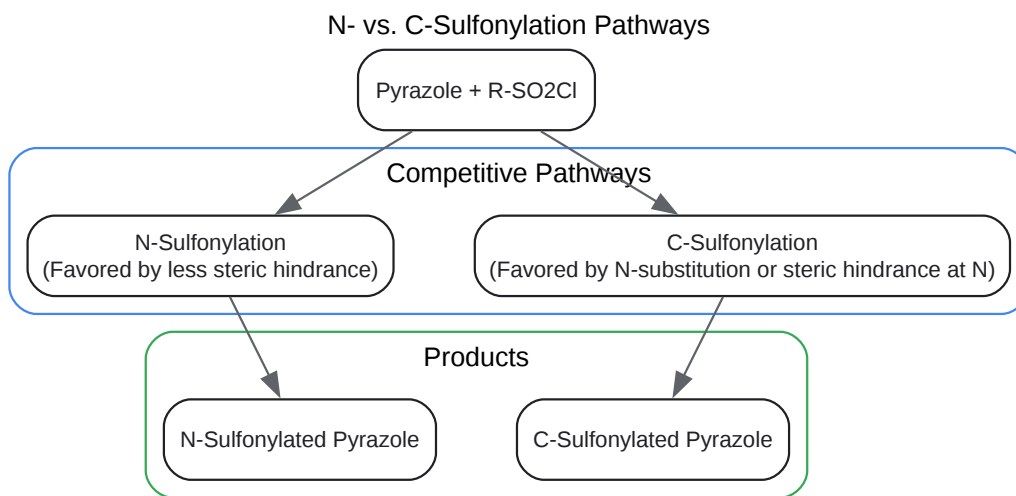 N- vs. C-Sulfonylation Pathways
Pyrazole + R-SO2Cl
Competitive Pathways
N-Sulfonylation
(Favored by less steric hindrance)
C-Sulfonylation
(Favored by N-substitution or steric hindrance at N)
Products
N-Sulfonylated Pyrazole
C-Sulfonylated Pyrazole